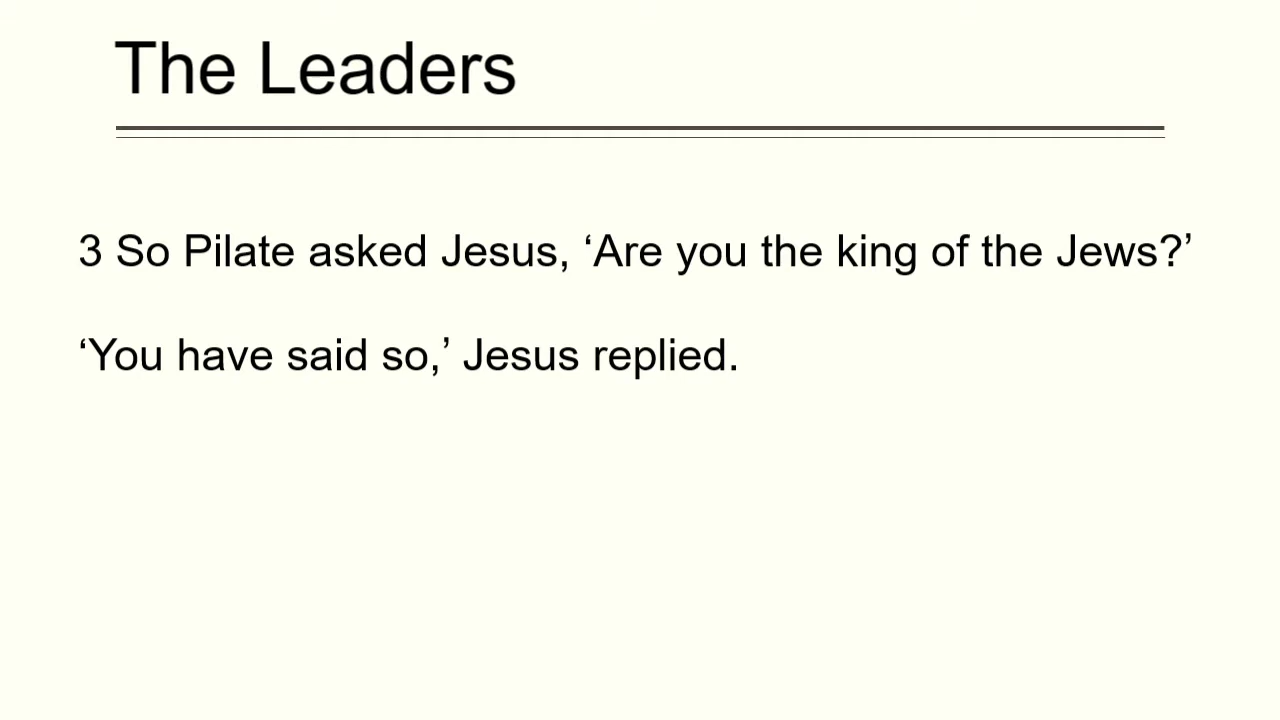 The Leaders
3 So Pilate asked Jesus, ‘Are you the king of the Jews?’
‘You have said so,’ Jesus replied.